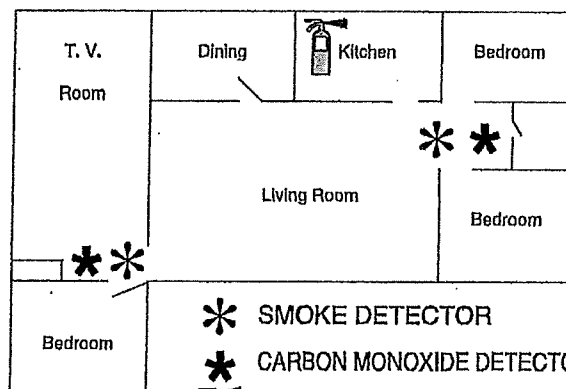 T. V.
Room
Dining
Kitchen
Bedroom
Living Room
Bedroom
Bedroom
SMOKE DETECTOR
CARBON MONOXIDE DETECTO